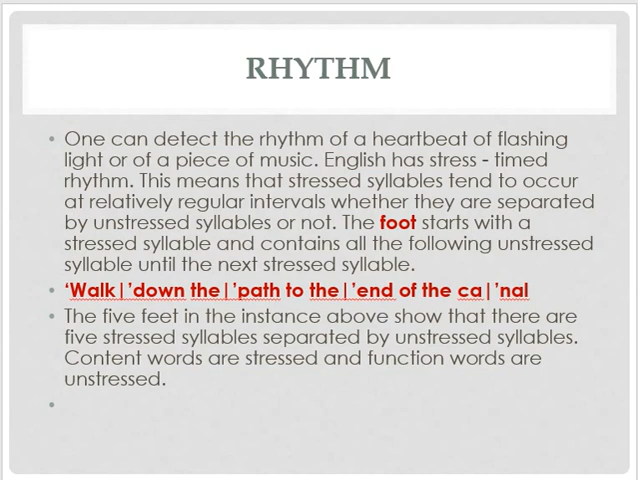 RHYTHM
• One can detect the rhythm of a heartbeat of flashing
light or of a piece of music. English has stress - timed
rhythm. This means that stressed syllables tend to occur
at relatively regular intervals whether they are separated
by unstressed syllables or not. The foot starts with a
stressed syllable and contains all the following unstressed
syllable until the next stressed syllable.
• ‘Walk|’down the|’path to the|’end of the ca|’nal
• The five feet in the instance above show that there are
five stressed syllables separated by unstressed syllables.
Content words are stressed and function words are
unstressed.
•